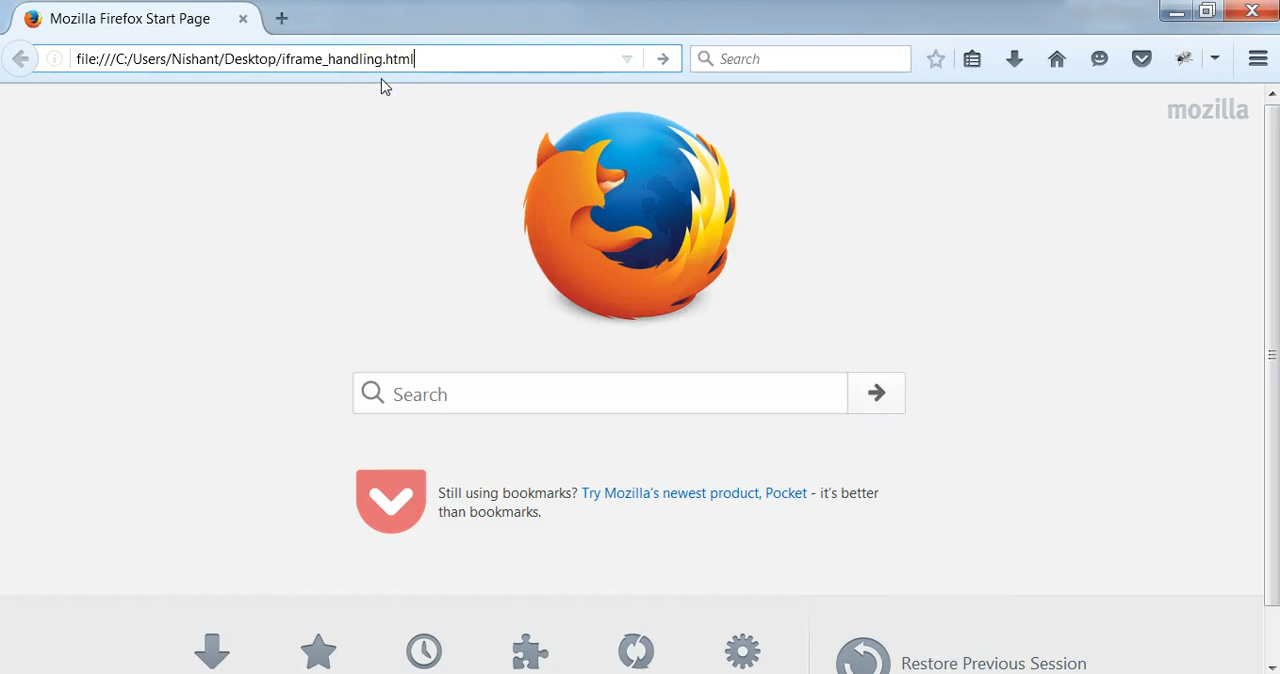 Mozilla Firefox Start Page
file:///C:/Users/Nishant/Desktop/iframe_handling.html
Search
mozilla
Search
Still using bookmarks? Try Mozilla's newest product, Pocket - it's better
than bookmarks.
Restore Previous Session